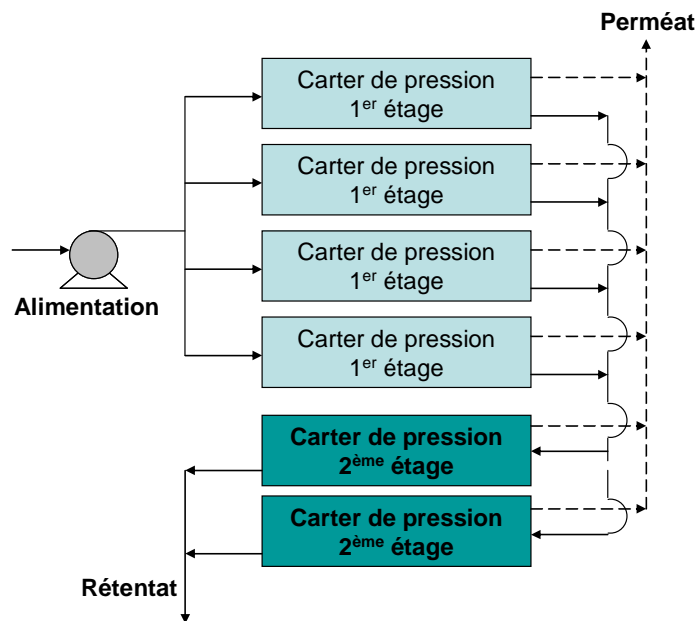 Perméat
Carter de pression
1er étage
Carter de pression
1er étage
Carter de pression
1er étage
Alimentation
Carter de pression
1er étage
Carter de pression
2ème étage
Carter de pression
2ème étage
Rétentat